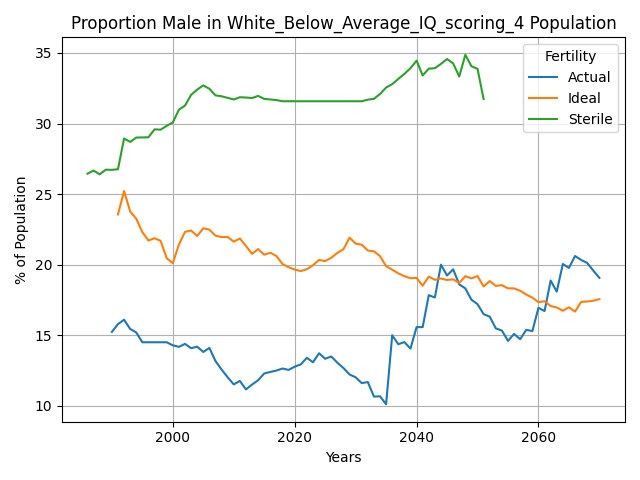 Proportion Male in White_Below_Average_IQ_scoring_4 Population
Fertility
Actual
Ideal
Sterile
% of Population
35
30
25
20
15
10
2000
2020
2040
2060
Years